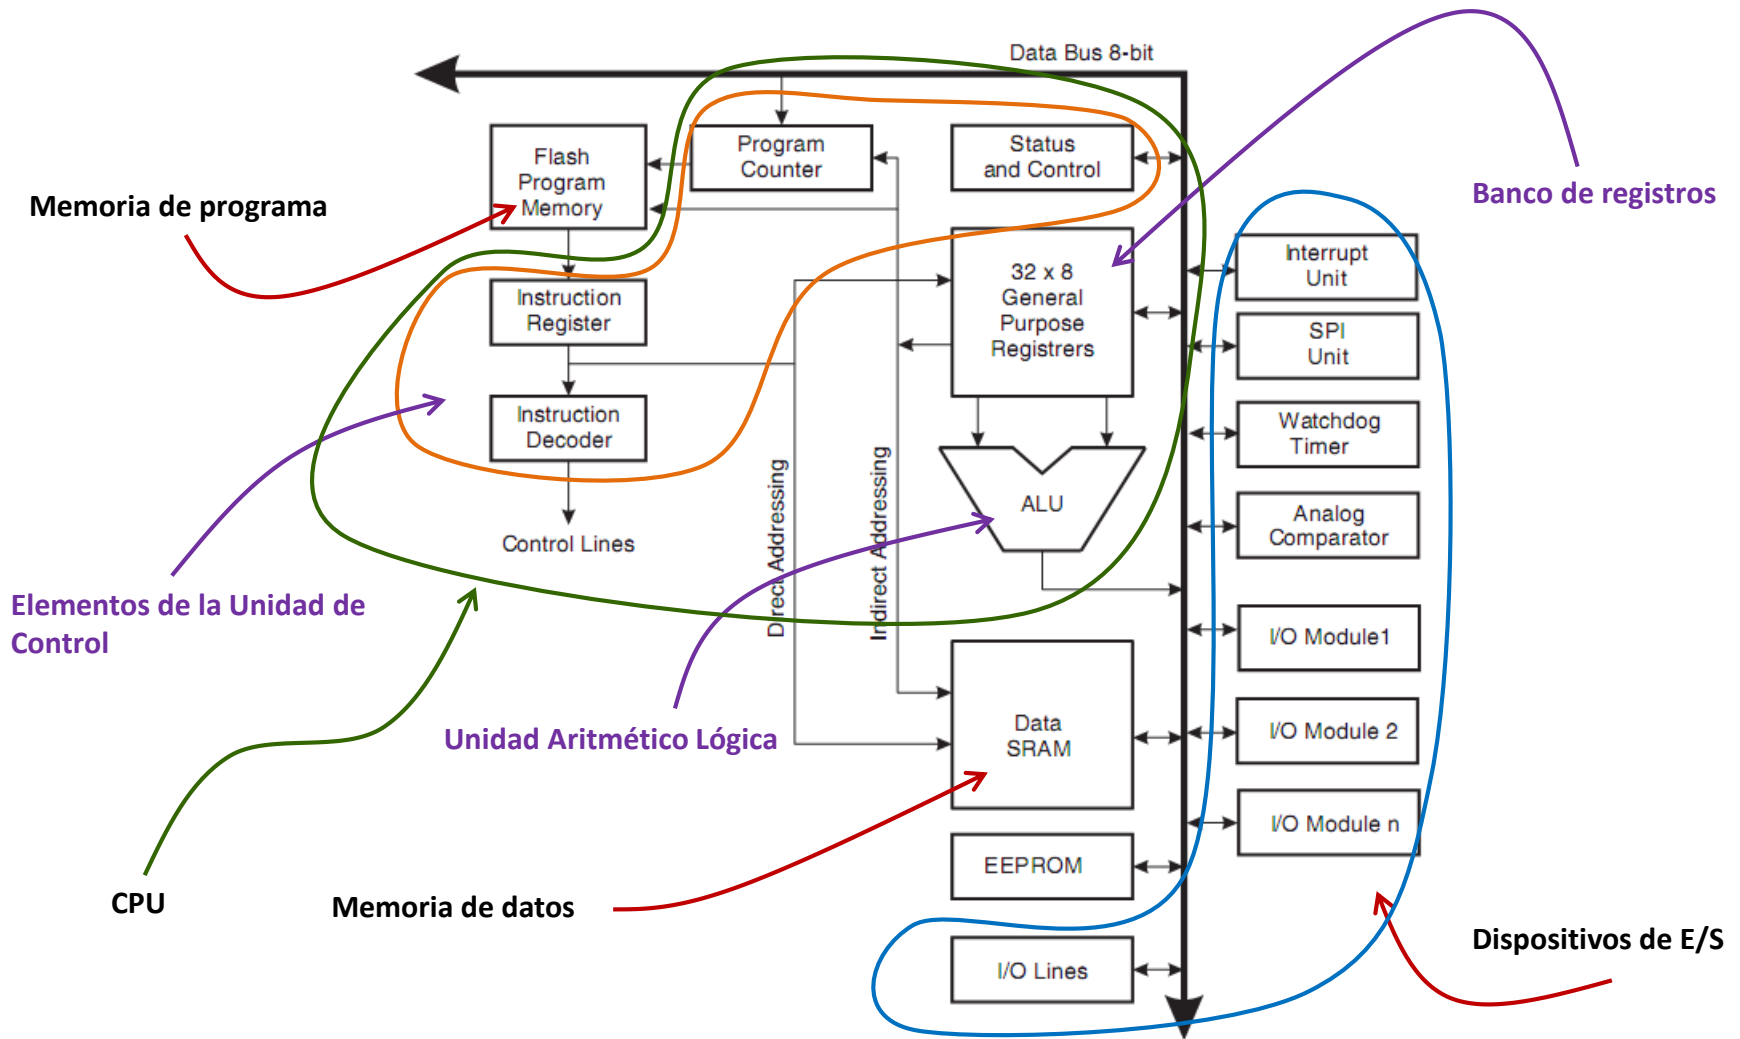 Data Bus 8-bit
Flash
Program
Memory
Program
Counter
Status
and Control
Memoria de programa
Banco de registros
32 x 8
General
Purpose
Registrers
Interrupt
Unit
Instruction
Register
SPI
Unit
Instruction
Decoder
Watchdog
Timer
Direct Addressing
Indirect Addressing
ALU
Analog
Comparator
Control Lines
Elementos de la Unidad de
Control
I/O Module1
Unidad Aritmético Lógica
Data
SRAM
I/O Module 2
I/O Module n
EEPROM
CPU
Memoria de datos
Dispositivos de E/S
I/O Lines